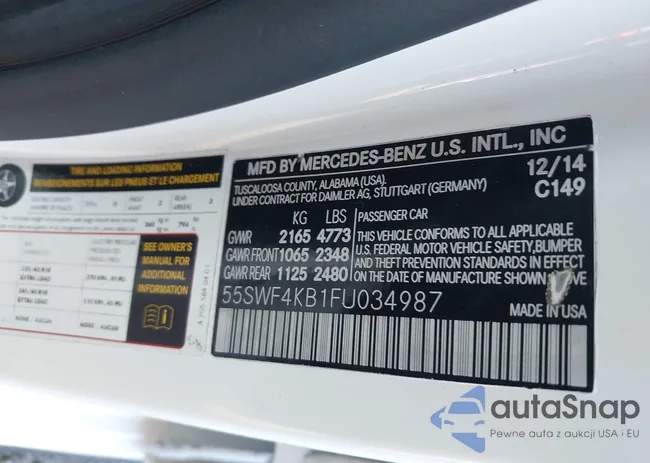 TIRE AND LOADING INFORMATION
RENSEIGNEMENTS SUR LES PNEUS ET LE CHARGEMENT
SEE OWNER'S
MANUAL FOR
ADDITIONAL
INFORMATION
MFD BY MERCEDES-BENZ U.S. INTL., INC
TUSCALOOSA COUNTY, ALABAMA (USA).
UNDER CONTRACT FOR DAIMLER AG, STUTTGART (GERMANY)
12/14
C149
KG LBS
GVWR 2165 4773
GAWR FRONT 1065 2348
GAWR REAR 1125 2480
PASSENGER CAR
THIS VEHICLE CONFORMS TO ALL APPLICABLE
U.S. FEDERAL MOTOR VEHICLE SAFETY, BUMPER
AND THEFT PREVENTION STANDARDS IN EFFECT
ON THE DATE OF MANUFACTURE SHOWN ABOVE
55SWF4KB1FU034987
MADE IN USA
autaSnap
Pewne auta z aukcji USA i EU